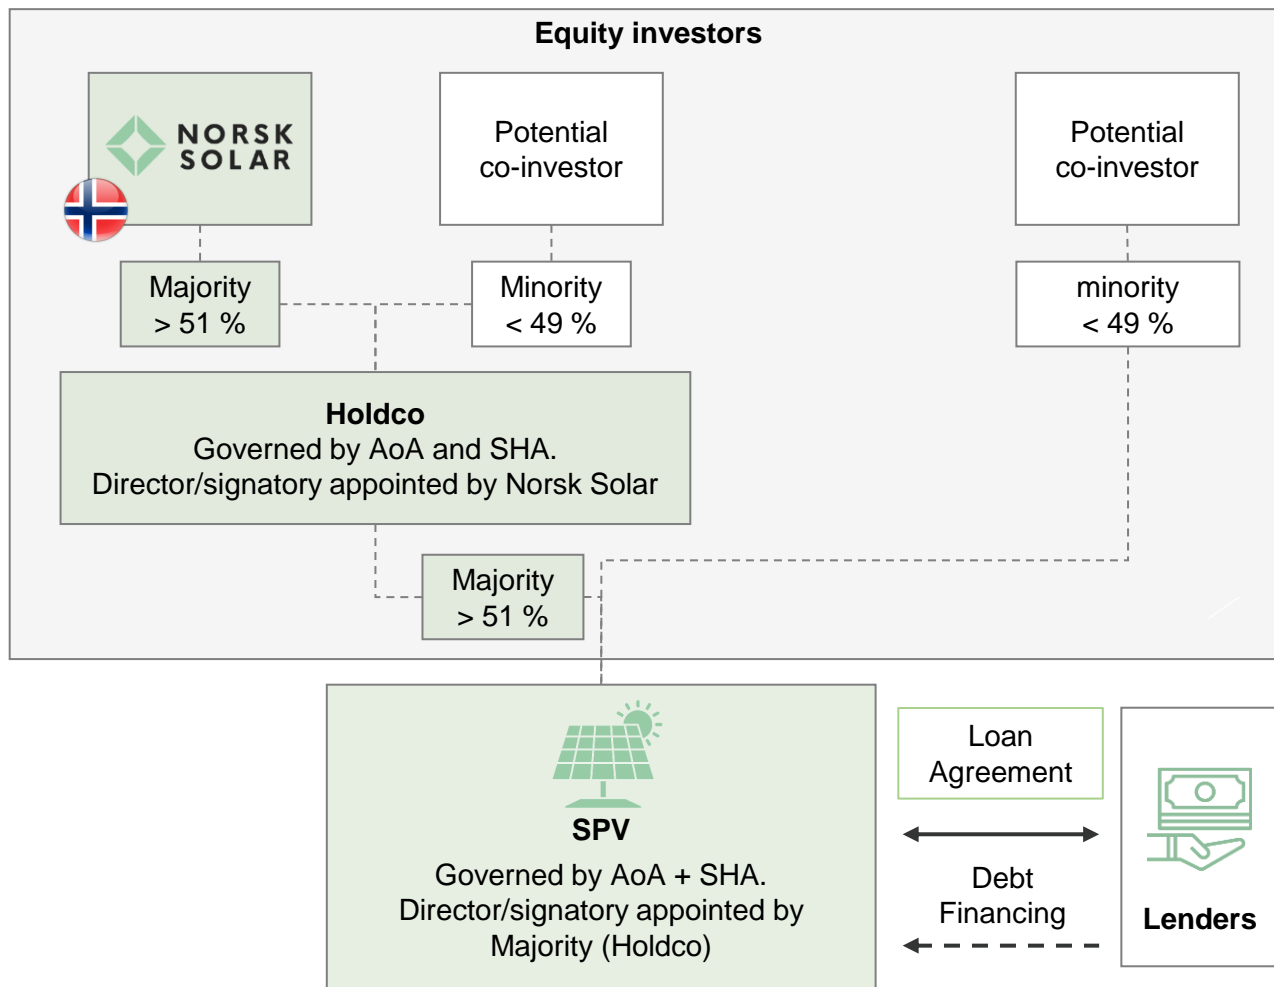 Equity investors
NORSK
SOLAR
Potential
co-investor
Potential
co-investor
Majority
> 51 %
Minority
< 49 %
minority
< 49 %
Holdco
Governed by AoA and SHA.
Director/signatory appointed by Norsk Solar
Majority
> 51 %
SPV
Governed by AoA + SHA.
Director/signatory appointed by
Majority (Holdco)
Loan
Agreement
Debt
Financing
Lenders